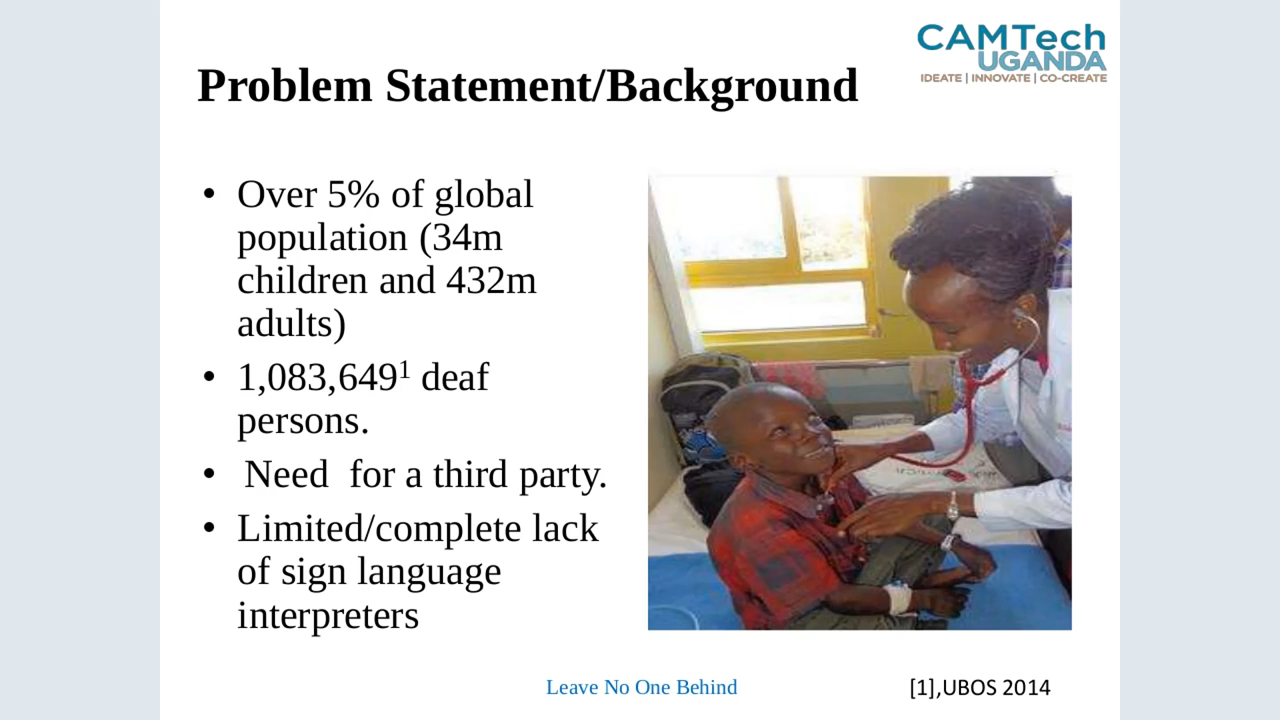 CAMTech
UGANDA
IDEATE | INNOVATE | CO-CREATE
Problem Statement/Background
• Over 5% of global
population (34m
children and 432m
adults)
• 1,083,649¹ deaf
persons.
• Need for a third party.
• Limited/complete lack
of sign language
interpreters
Leave No One Behind
[1],UBOS 2014